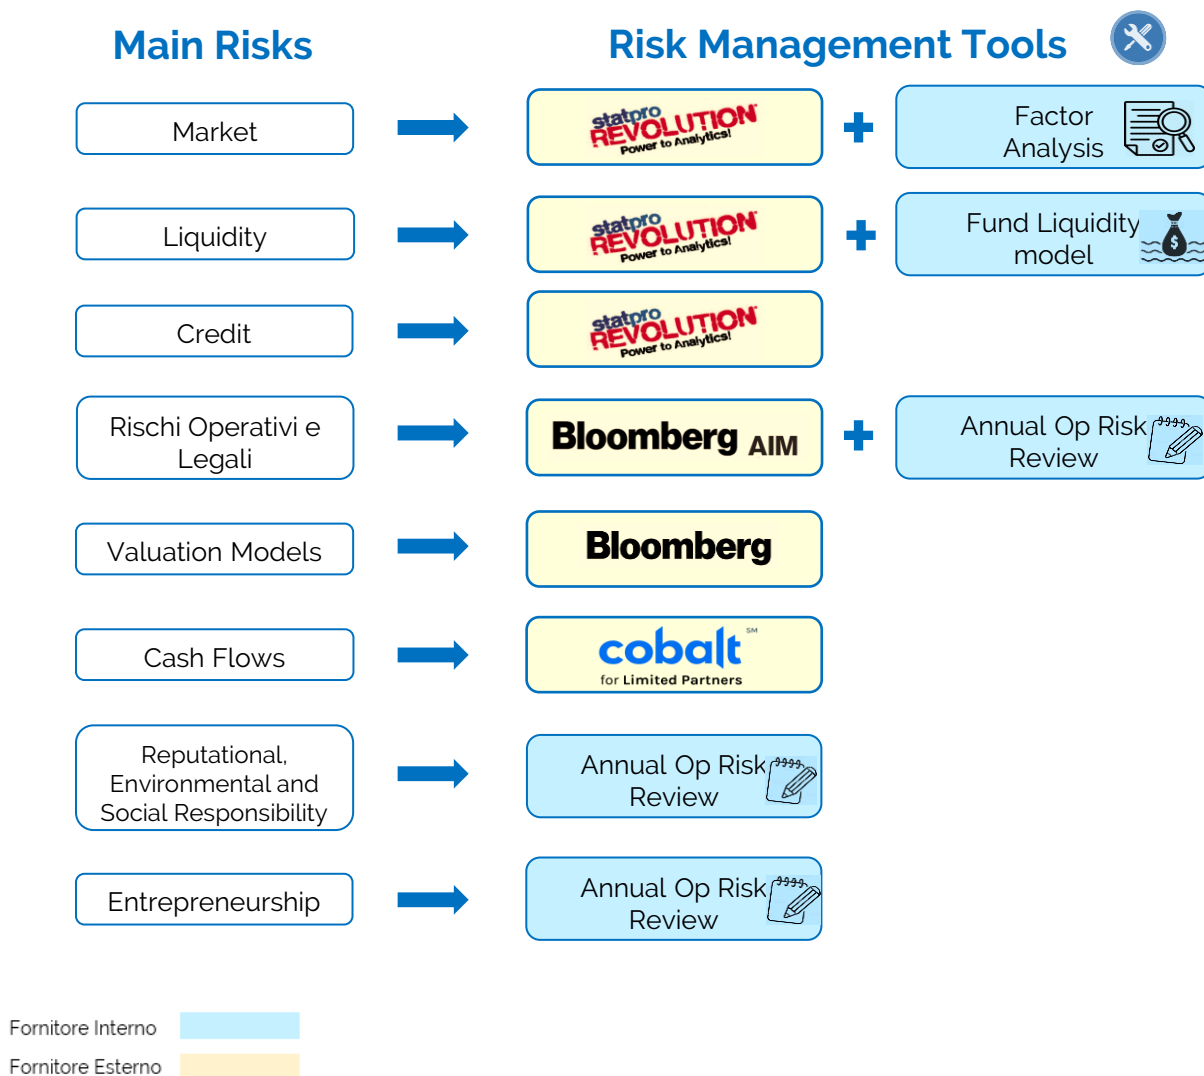 Main Risks
Risk Management Tools
Market
statpro
REVOLUTION
Power to Analytics!
Factor
Analysis
Liquidity
statpro
REVOLUTION
Power to Analytics!
Fund Liquidity
model
$
Credit
statpro
REVOLUTION
Power to Analytics!
Rischi Operativi e
Legali
Bloomberg AIM
Annual Op Risk
Review
Valuation Models
Bloomberg
Cash Flows
cobalt SM
for Limited Partners
Reputational,
Environmental and
Social Responsibility
Annual Op Risk
Review
Entrepreneurship
Annual Op Risk
Review
Fornitore Interno
Fornitore Esterno